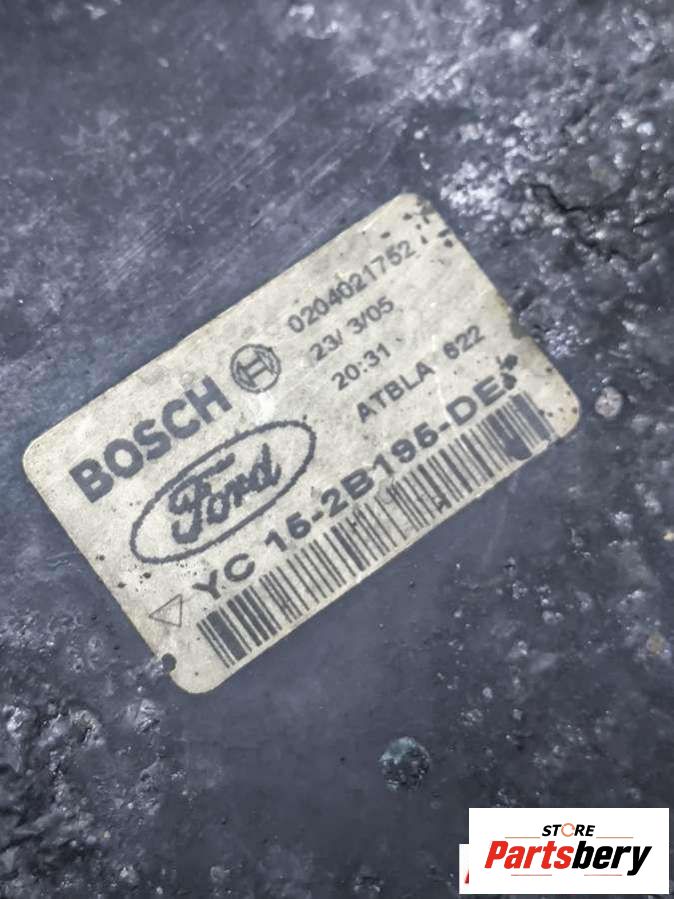 BOSCH
0204021752
23/ 3/05
20:31
ATBLA 622
Ford
YC 15-2B195-DE
STORE
Partsbery